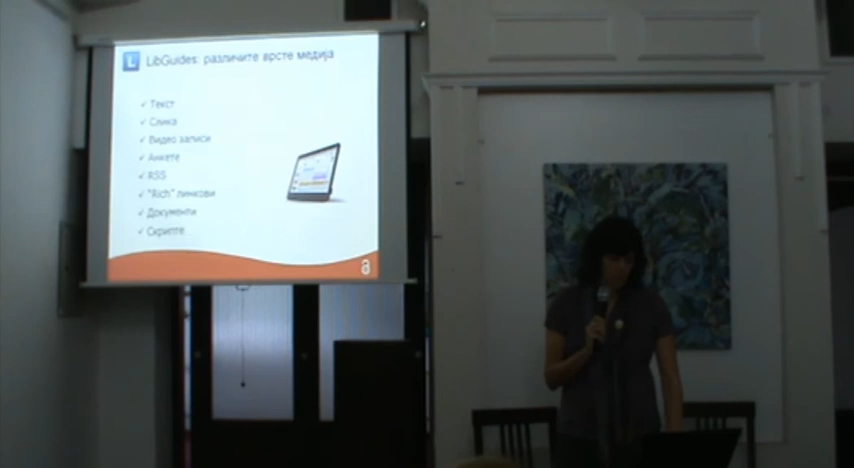 L LibGuides: различите врсте медија
✓ Текст
✓ Слика
✓ Видео записи
✓ Анкете
✓ RSS
✓ "Rich" линкови
✓ Документи
✓ Скрипте